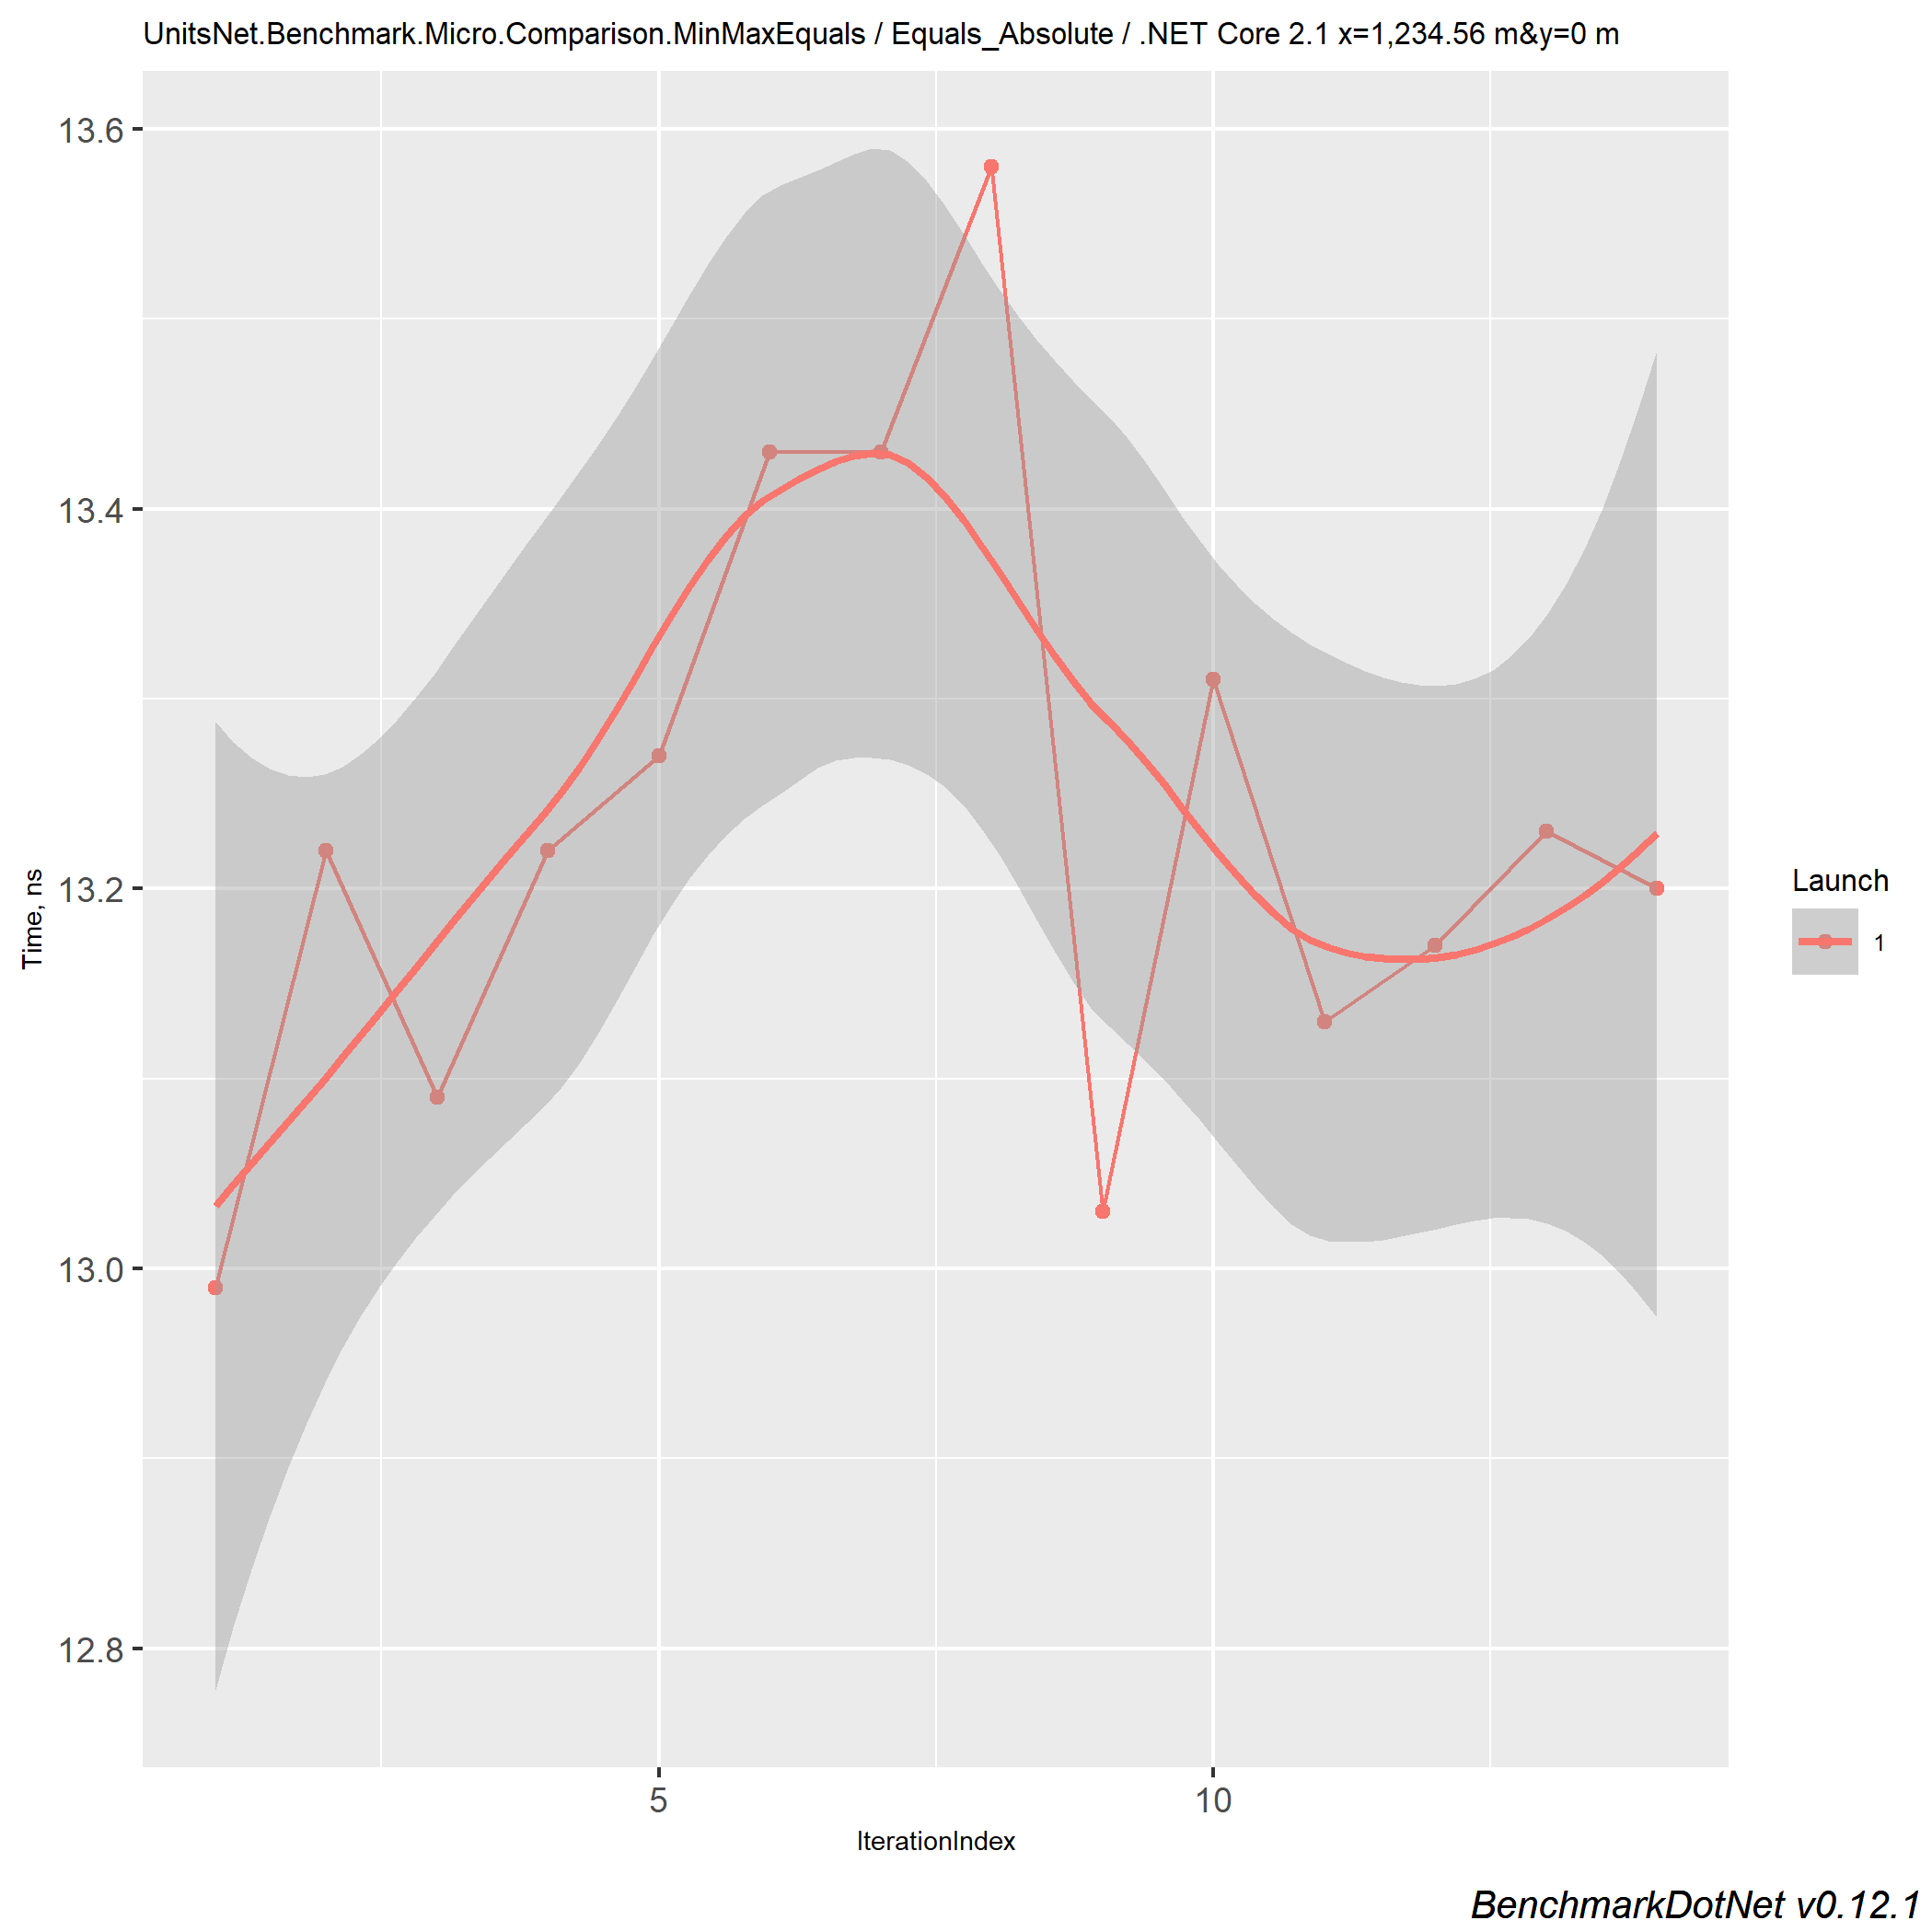 UnitsNet.Benchmark.Micro.Comparison.MinMaxEquals / Equals_Absolute / .NET Core 2.1 x=1,234.56 m&y=0 m
13.6
13.4
13.2
13.0
12.8
Time, ns
5
10
IterationIndex
Launch
1
BenchmarkDotNet v0.12.1